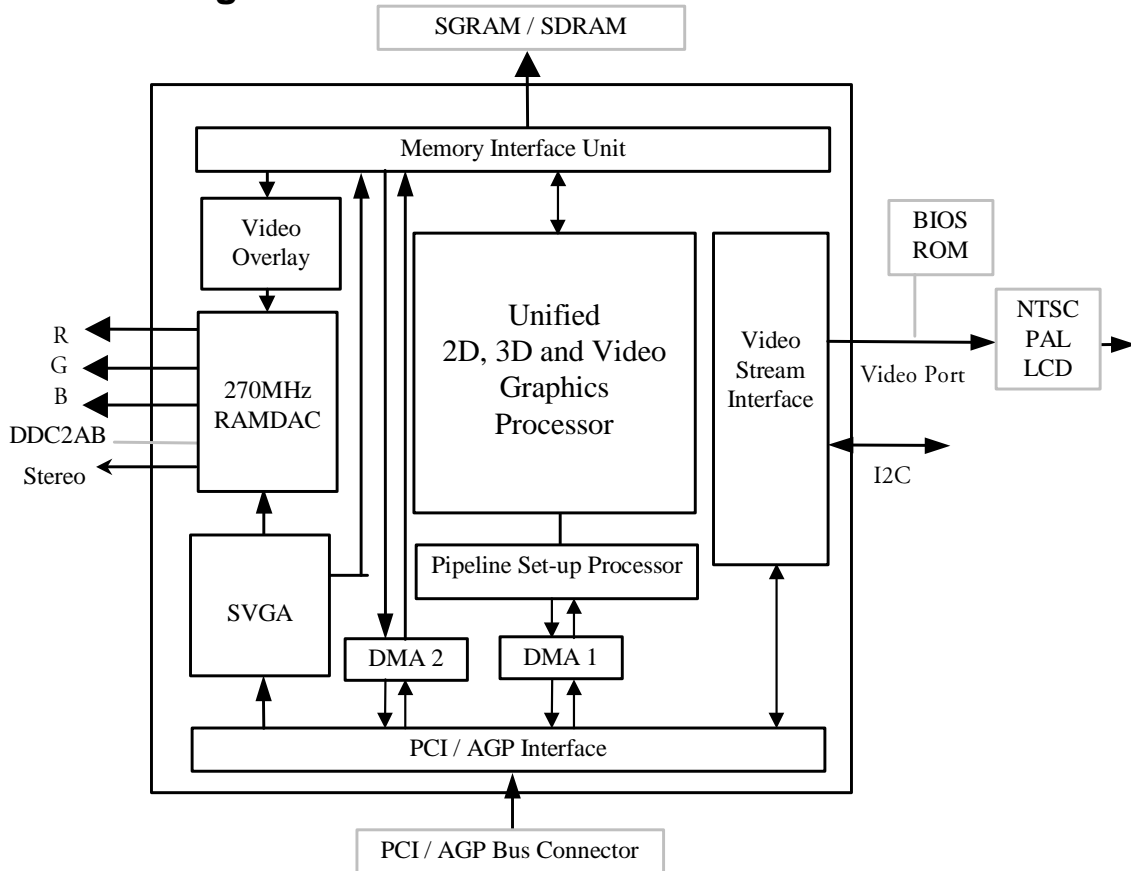 SGRAM / SDRAM
Memory Interface Unit
Video
Overlay
BIOS
ROM
Unified
2D, 3D and Video
Graphics
Processor
Video
Stream
Interface
NTSC
PAL
LCD
Video Port
R
G
B
DDC2AB
Stereo
270MHz
RAMDAC
I2C
Pipeline Set-up Processor
SVGA
DMA 2
DMA 1
PCI / AGP Interface
PCI / AGP Bus Connector